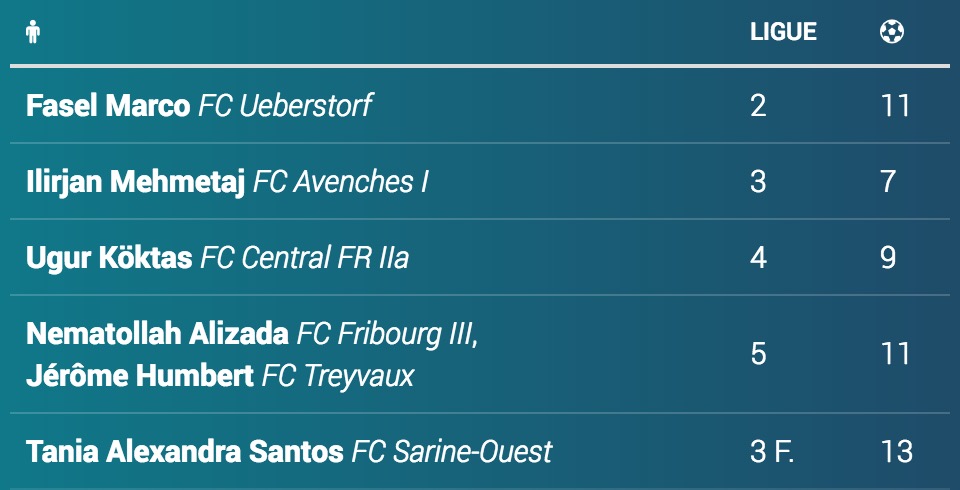 LIGUE
Fasel Marco FC Ueberstorf 2 11
Ilirjan Mehmetaj FC Avenches I 3 7
Ugur Köktas FC Central FR IIa 4 9
Nematollah Alizada FC Fribourg III,
Jérôme Humbert FC Treyvaux 5 11
Tania Alexandra Santos FC Sarine-Ouest 3 F. 13